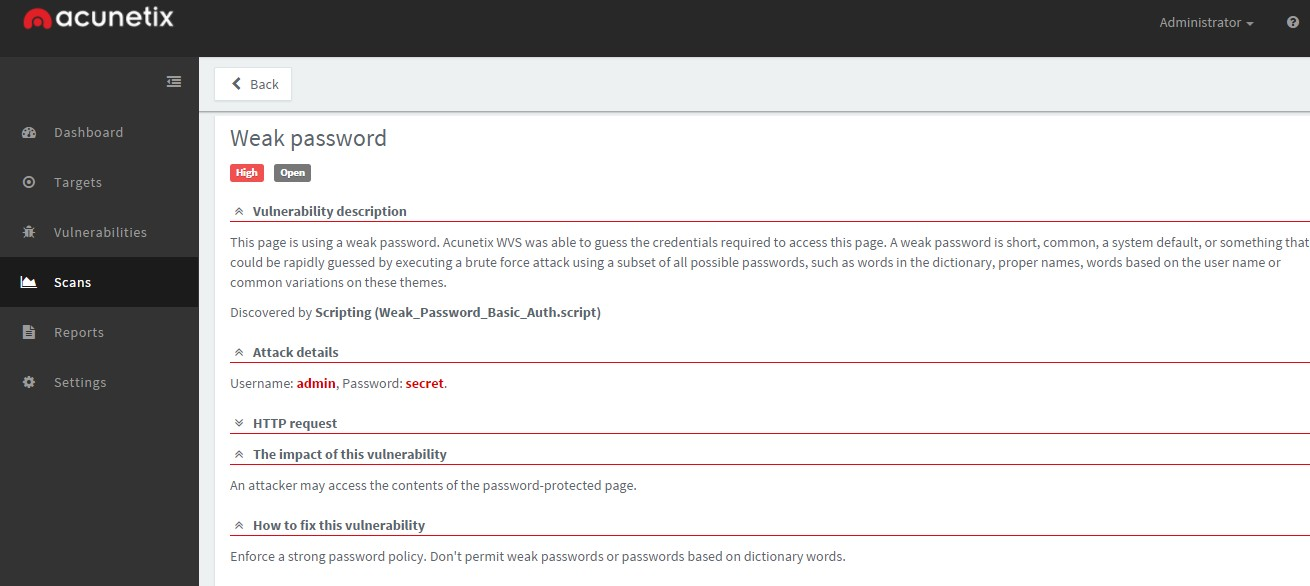 acunetix
Administrator
Back
Dashboard
Targets
Vulnerabilities
Scans
Reports
Settings
Weak password
High Open
Vulnerability description
This page is using a weak password. Acunetix WVS was able to guess the credentials required to access this page. A weak password is short, common, a system default, or something that
could be rapidly guessed by executing a brute force attack using a subset of all possible passwords, such as words in the dictionary, proper names, words based on the user name or
common variations on these themes.
Discovered by Scripting (Weak_Password_Basic_Auth.script)
Attack details
Username: admin, Password: secret.
HTTP request
The impact of this vulnerability
An attacker may access the contents of the password-protected page.
How to fix this vulnerability
Enforce a strong password policy. Don't permit weak passwords or passwords based on dictionary words.